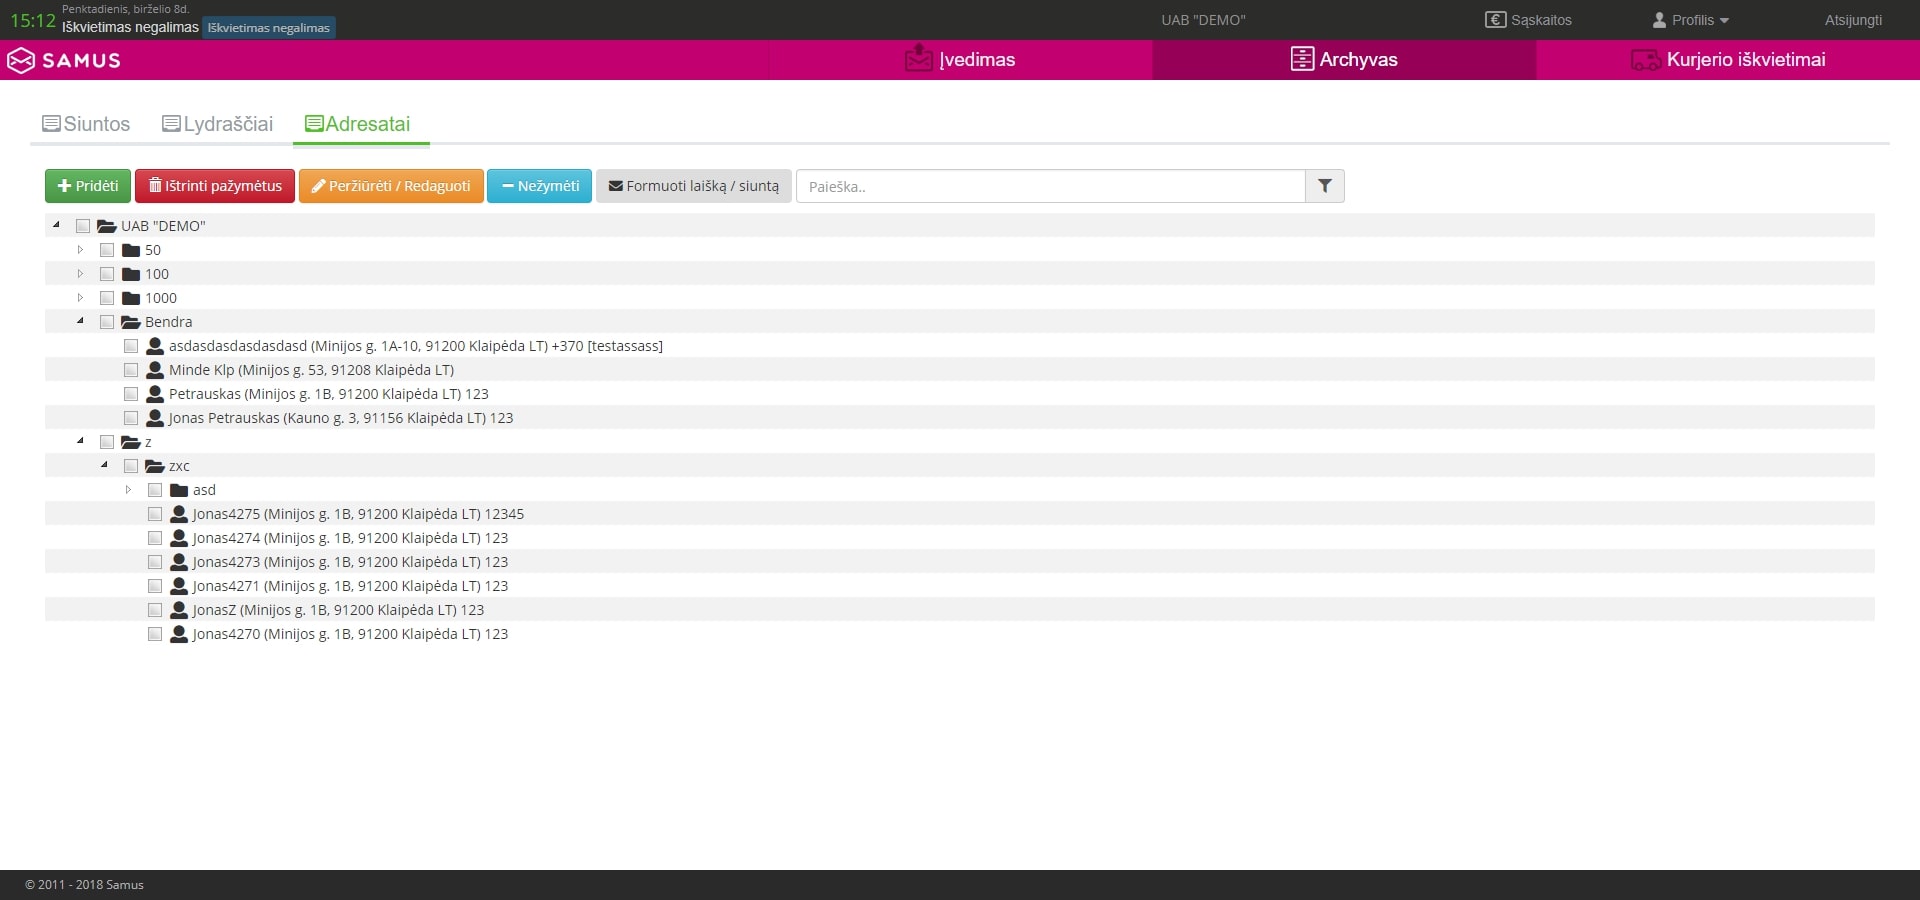 15:12
Penktadienis, birželio 8d.
Iškvietimas negalimas Iškvietimas negalimas
UAB "DEMO"
Sąskaitos
Profilis
Atsijungti
SAMUS
Įvedimas
Archyvas
Kurjerio iškvietimai
Siuntos
Lydraščiai
Adresatai
Pridėti
Ištrinti pažymėtus
Peržiūrėti / Redaguoti
Nežymėti
Formuoti laišką / siuntą
Paieška..
UAB "DEMO"
50
100
1000
Bendra
asdasdasdasdasdasd (Minijos g. 1A-10, 91200 Klaipėda LT) +370 [testassass]
Minde Klp (Minijos g. 53, 91208 Klaipėda LT)
Petrauskas (Minijos g. 1B, 91200 Klaipėda LT) 123
Jonas Petrauskas (Kauno g. 3, 91156 Klaipėda LT) 123
z
zxc
asd
Jonas4275 (Minijos g. 1B, 91200 Klaipėda LT) 12345
Jonas4274 (Minijos g. 1B, 91200 Klaipėda LT) 123
Jonas4273 (Minijos g. 1B, 91200 Klaipėda LT) 123
Jonas4271 (Minijos g. 1B, 91200 Klaipėda LT) 123
JonasZ (Minijos g. 1B, 91200 Klaipėda LT) 123
Jonas4270 (Minijos g. 1B, 91200 Klaipėda LT) 123
© 2011 - 2018 Samus